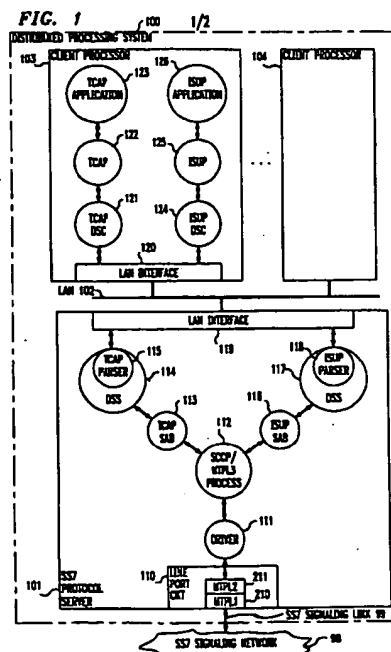 FIG. 1
1/2
DISTRIBUTED PROCESSING SYSTEM
100
103
CLIENT PROCESSOR
104
CLIENT PROCESSOR
123
TCAP APPLICATION
126
ISUP APPLICATION
122
TCAP
125
ISUP
...
121
TCAP DSC
124
ISUP DSC
120
LAN INTERFACE
LAN 102
LAN INTERFACE
119
115
TCAP PARSER
114
DSS
118
ISUP PARSER
117
DSS
113
TCAP SAB
112
116
ISUP SAB
SCCP/ MTPL3 PROCESS
111
DRIVER
110
LINE PORT CKT
211
MTPL2
MTPL1
210
101
SS7 PROTOCOL SERVER
SS7 SIGNALING LINK 99
SS7 SIGNALING NETWORK
98